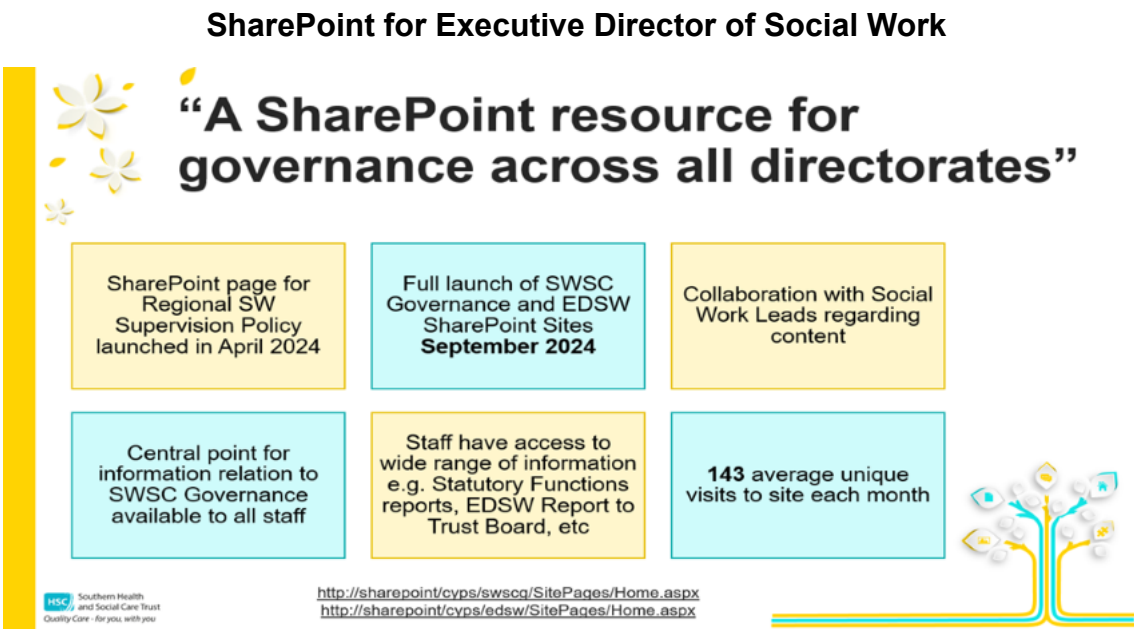 SharePoint for Executive Director of Social Work
“A SharePoint resource for
governance across all directorates”
SharePoint page for
Regional SW
Supervision Policy
launched in April 2024
Full launch of SWSC
Governance and EDSW
SharePoint Sites
September 2024
Collaboration with Social
Work Leads regarding
content
Central point for
information relation to
SWSC Governance
available to all staff
Staff have access to
wide range of information
e.g. Statutory Functions
reports, EDSW Report to
Trust Board, etc
143 average unique
visits to site each month
HSC Southern Health
and Social Care Trust
Quality Care - for you, with you
http://sharepoint/cyps/swscg/SitePages/Home.aspx
http://sharepoint/cyps/edsw/SitePages/Home.aspx